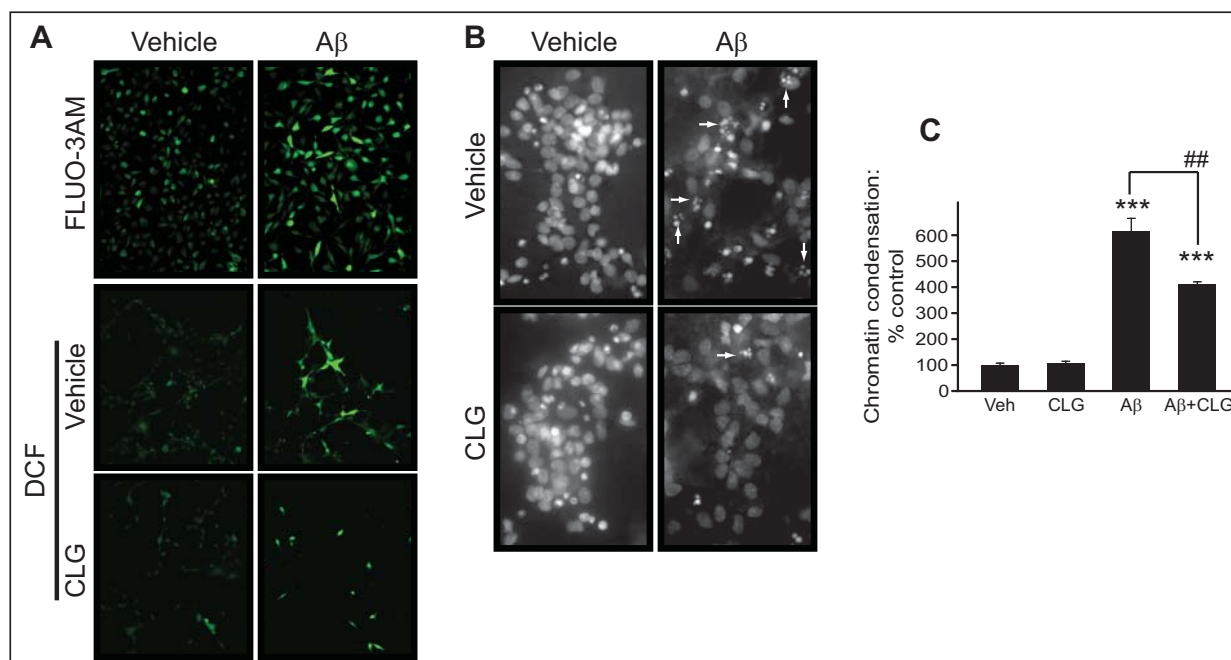 A
Vehicle
Aβ
FLUO-3AM
DCF
Vehicle
CLG
B
Vehicle
Aβ
Vehicle
CLG
C
Chromatin condensation:
% control
600
500
400
300
200
100
0
***
##
***
Veh
CLG
Aβ
Aβ+CLG